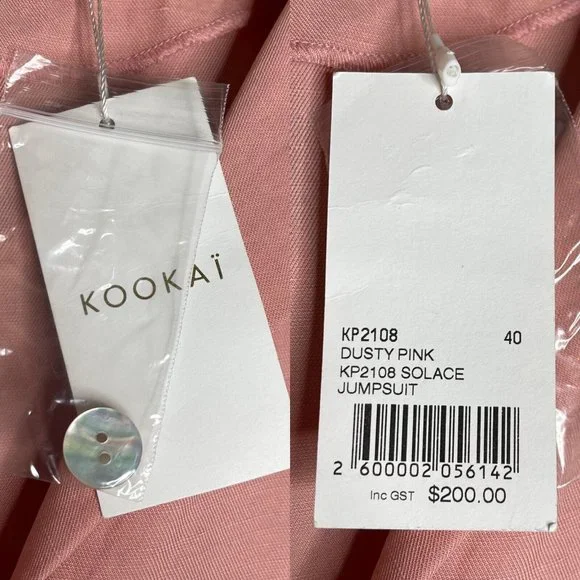 KOOKAÏ
KP2108 40
DUSTY PINK
KP2108 SOLACE
JUMPSUIT
2 600002 056142
Inc GST $200.00